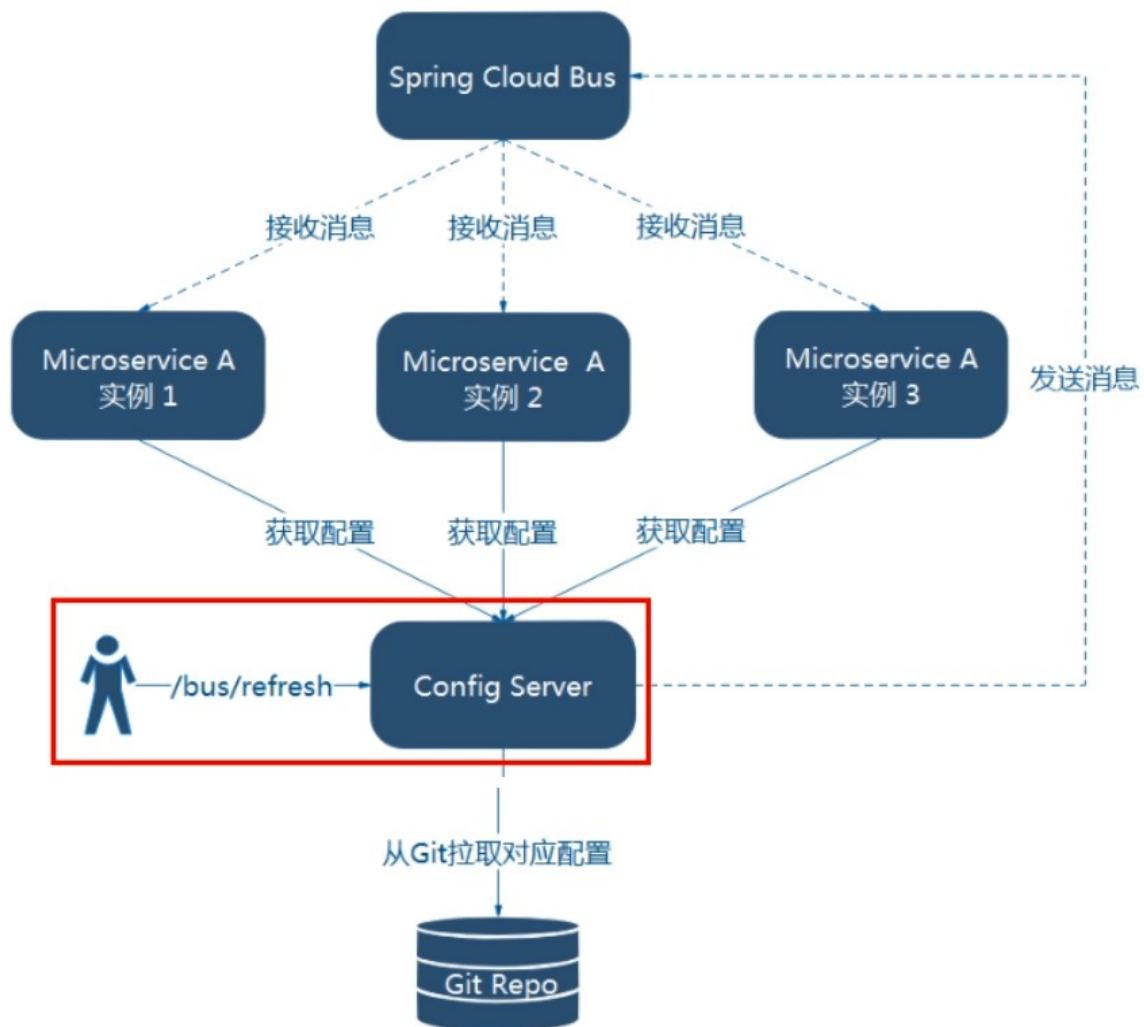 Spring Cloud Bus
接收消息
接收消息
接收消息
Microservice A
实例 1
Microservice A
实例 2
Microservice A
实例 3
发送消息
获取配置
获取配置
获取配置
/bus/refresh
Config Server
从Git拉取对应配置
Git Repo